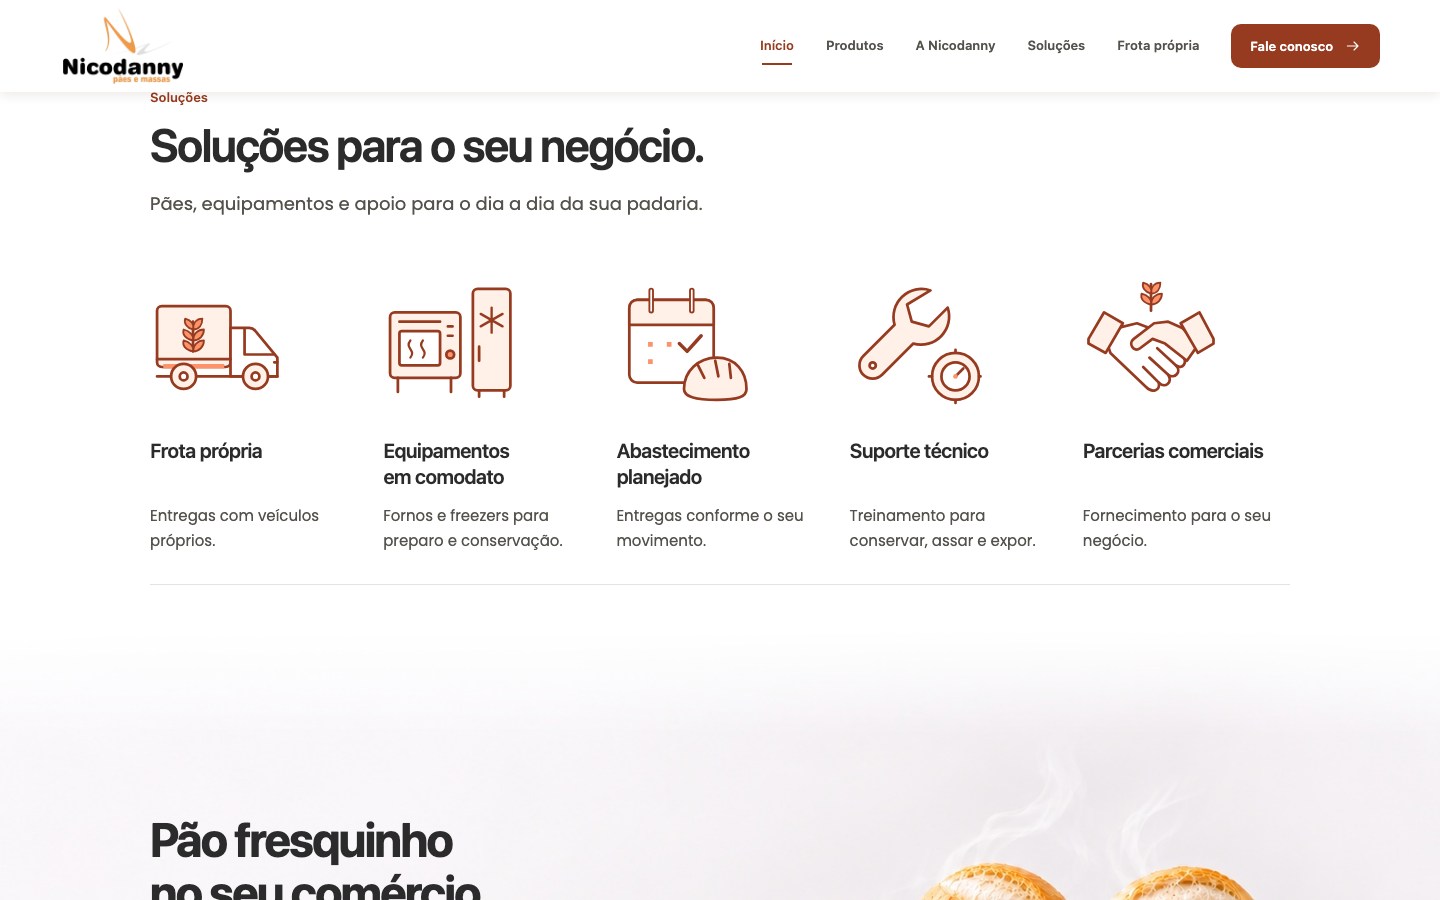 Nicodanny
pães e massas
Início
Produtos
A Nicodanny
Soluções
Frota própria
Fale conosco
Soluções
Soluções para o seu negócio.
Pães, equipamentos e apoio para o dia a dia da sua padaria.
Frota própria
Entregas com veículos
próprios.
Equipamentos
em comodato
Fornos e freezers para
preparo e conservação.
Abastecimento
planejado
Entregas conforme o seu
movimento.
Suporte técnico
Treinamento para
conservar, assar e expor.
Parcerias comerciais
Fornecimento para o seu
negócio.
Pão fresquinho
no seu comércio